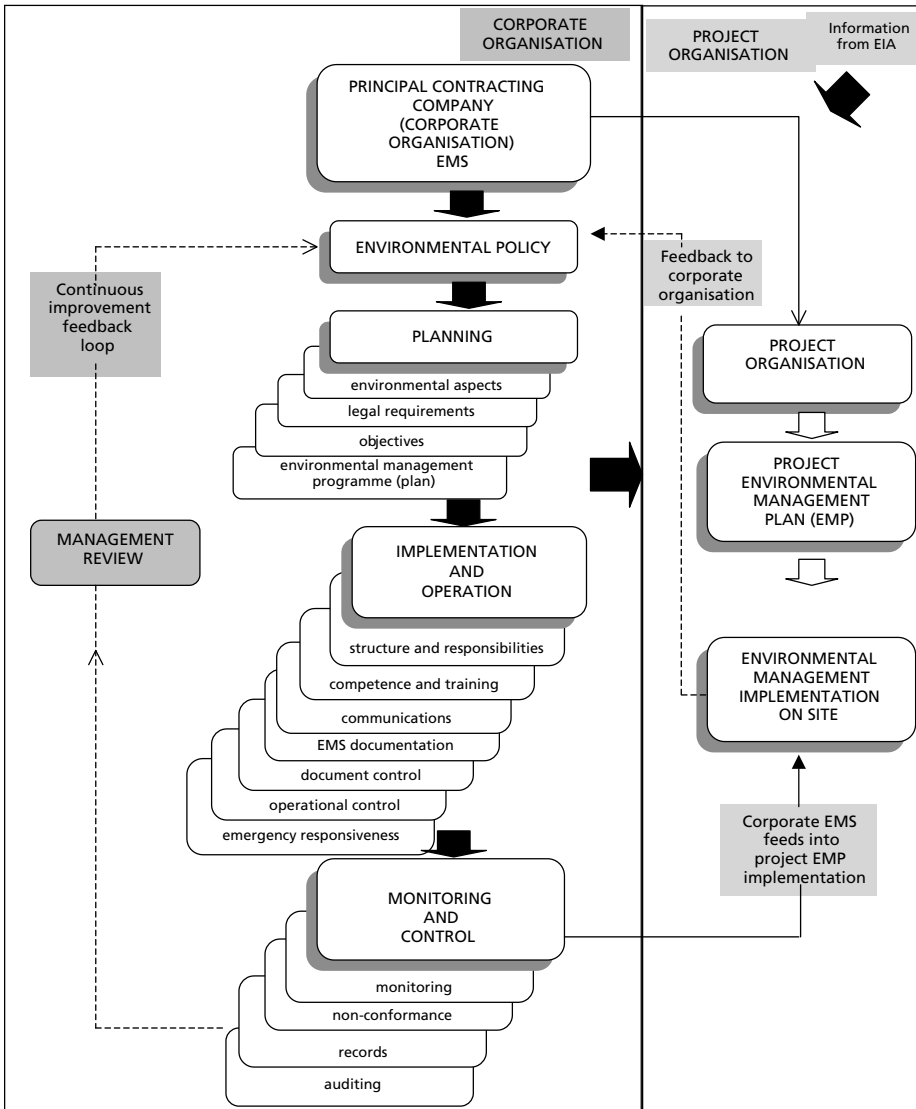 CORPORATE
ORGANISATION
PROJECT
ORGANISATION
Information
from EIA
PRINCIPAL CONTRACTING
COMPANY
(CORPORATE
ORGANISATION)
EMS
ENVIRONMENTAL POLICY
Feedback to
corporate
organisation
Continuous
improvement
feedback
loop
PLANNING
environmental aspects
legal requirements
objectives
environmental management
programme (plan)
PROJECT
ORGANISATION
PROJECT
ENVIRONMENTAL
MANAGEMENT
PLAN (EMP)
MANAGEMENT
REVIEW
IMPLEMENTATION
AND
OPERATION
structure and responsibilities
competence and training
communications
EMS documentation
document control
operational control
emergency responsiveness
ENVIRONMENTAL
MANAGEMENT
IMPLEMENTATION
ON SITE
Corporate EMS
feeds into
project EMP
implementation
MONITORING
AND
CONTROL
monitoring
non-conformance
records
auditing